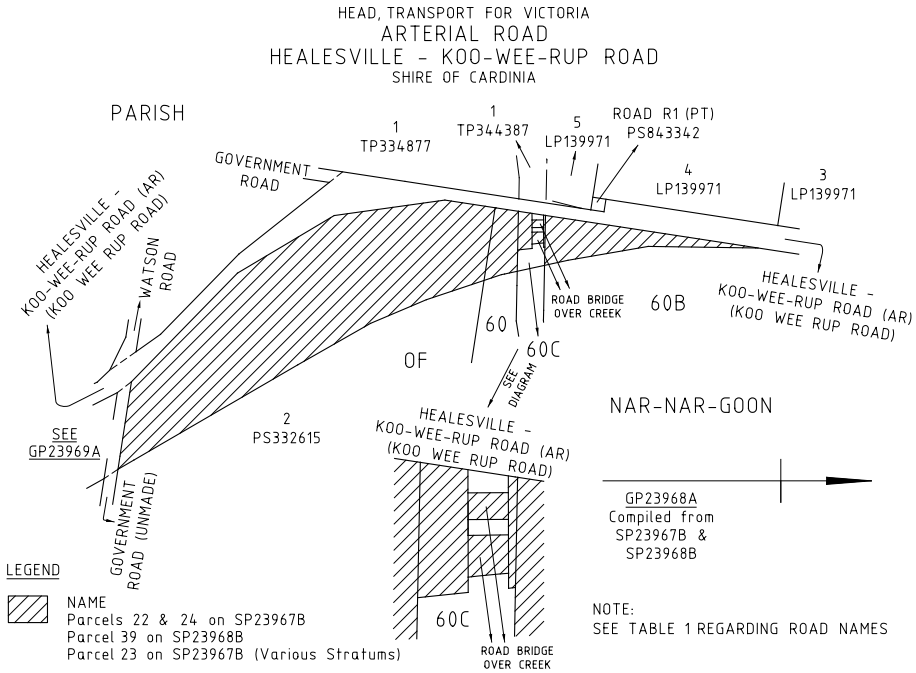 HEAD, TRANSPORT FOR VICTORIA
ARTERIAL ROAD
HEALESVILLE - KOO-WEE-RUP ROAD
SHIRE OF CARDINIA
PARISH
1
TP334877
1
TP344387
5
LP139971
ROAD R1 (PT)
PS843342
4
LP139971
3
LP139971
GOVERNMENT
ROAD
HEALESVILLE -
KOO-WEE-RUP ROAD (AR)
(KOO WEE RUP ROAD)
WATSON
ROAD
HEALESVILLE -
KOO-WEE-RUP ROAD (AR)
(KOO WEE RUP ROAD)
ROAD BRIDGE
OVER CREEK
60B
60
60C
OF
SEE
DIAGRAM
2
PS332615
SEE
GP23969A
GOVERNMENT
ROAD (UNMADE)
HEALESVILLE -
KOO-WEE-RUP ROAD (AR)
(KOO WEE RUP ROAD)
NAR-NAR-GOON
GP23968A
Compiled from
SP23967B &
SP23968B
60C
ROAD BRIDGE
OVER CREEK
LEGEND
NAME
Parcels 22 & 24 on SP23967B
Parcel 39 on SP23968B
Parcel 23 on SP23967B (Various Stratums)
NOTE:
SEE TABLE 1 REGARDING ROAD NAMES